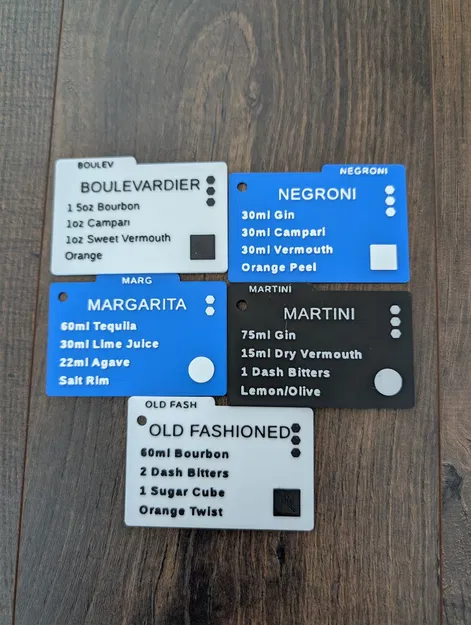 BOULEV
BOULEVARDIER
1 5oz Bourbon
1oz Campari
1oz Sweet Vermouth
Orange
NEGRONI
NEGRONI
30ml Gin
30ml Campari
30ml Vermouth
Orange Peel
MARG
MARGARITA
60ml Tequila
30ml Lime Juice
22ml Agave
Salt Rim
MARTINI
MARTINI
75ml Gin
15ml Dry Vermouth
1 Dash Bitters
Lemon/Olive
OLD FASH
OLD FASHIONED
60ml Bourbon
2 Dash Bitters
1 Sugar Cube
Orange Twist